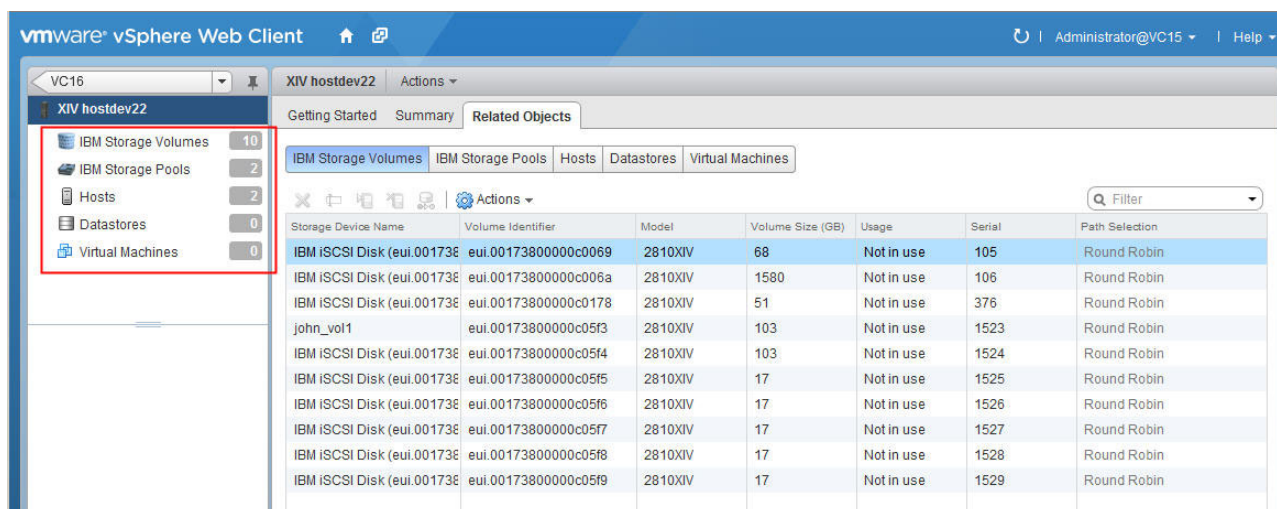 vmware® vSphere Web Client Administrator@VC15 | Help
VC16
XIV hostdev22
IBM Storage Volumes 10
IBM Storage Pools 2
Hosts 2
Datastores 0
Virtual Machines 0
XIV hostdev22 Actions
Getting Started Summary Related Objects
IBM Storage Volumes IBM Storage Pools Hosts Datastores Virtual Machines
Actions Filter
Storage Device Name Volume Identifier Model Volume Size (GB) Usage Serial Path Selection
IBM iSCSI Disk (eui.001738 eui.00173800000c0069 2810XIV 68 Not in use 105 Round Robin
IBM iSCSI Disk (eui.001738 eui.00173800000c006a 2810XIV 1580 Not in use 106 Round Robin
IBM iSCSI Disk (eui.001738 eui.00173800000c0178 2810XIV 51 Not in use 376 Round Robin
john_vol1 eui.00173800000c05f3 2810XIV 103 Not in use 1523 Round Robin
IBM iSCSI Disk (eui.001738 eui.00173800000c05f4 2810XIV 103 Not in use 1524 Round Robin
IBM iSCSI Disk (eui.001738 eui.00173800000c05f5 2810XIV 17 Not in use 1525 Round Robin
IBM iSCSI Disk (eui.001738 eui.00173800000c05f6 2810XIV 17 Not in use 1526 Round Robin
IBM iSCSI Disk (eui.001738 eui.00173800000c05f7 2810XIV 17 Not in use 1527 Round Robin
IBM iSCSI Disk (eui.001738 eui.00173800000c05f8 2810XIV 17 Not in use 1528 Round Robin
IBM iSCSI Disk (eui.001738 eui.00173800000c05f9 2810XIV 17 Not in use 1529 Round Robin